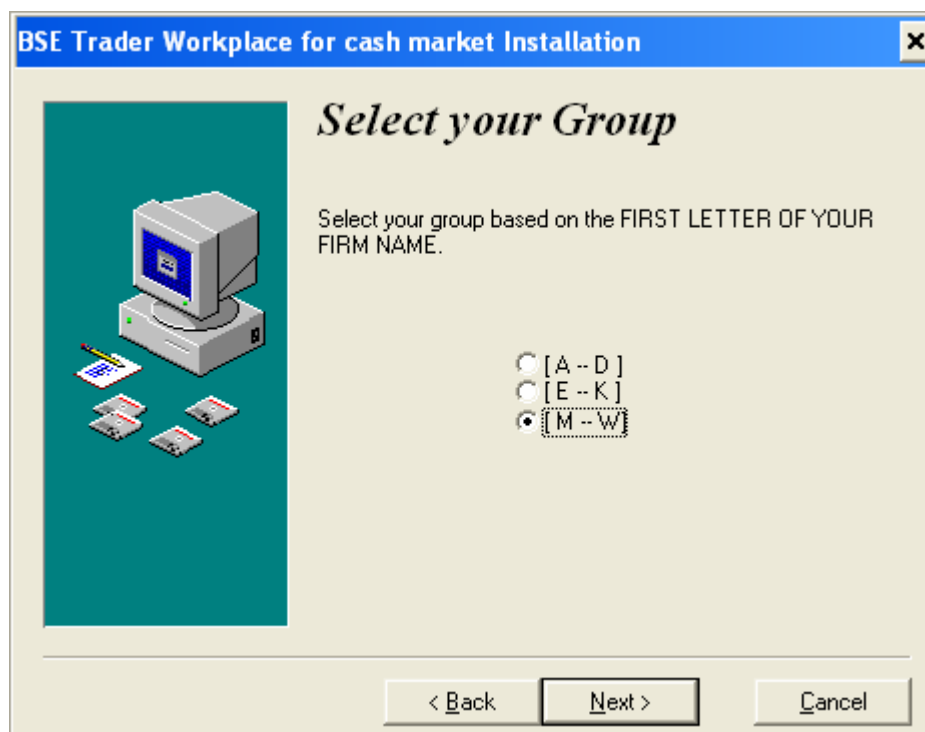 BSE Trader Workplace for cash market Installation
Select your Group
Select your group based on the FIRST LETTER OF YOUR
FIRM NAME.
[ A -- D ]
[ E -- K ]
[ M -- W]
< Back Next > Cancel